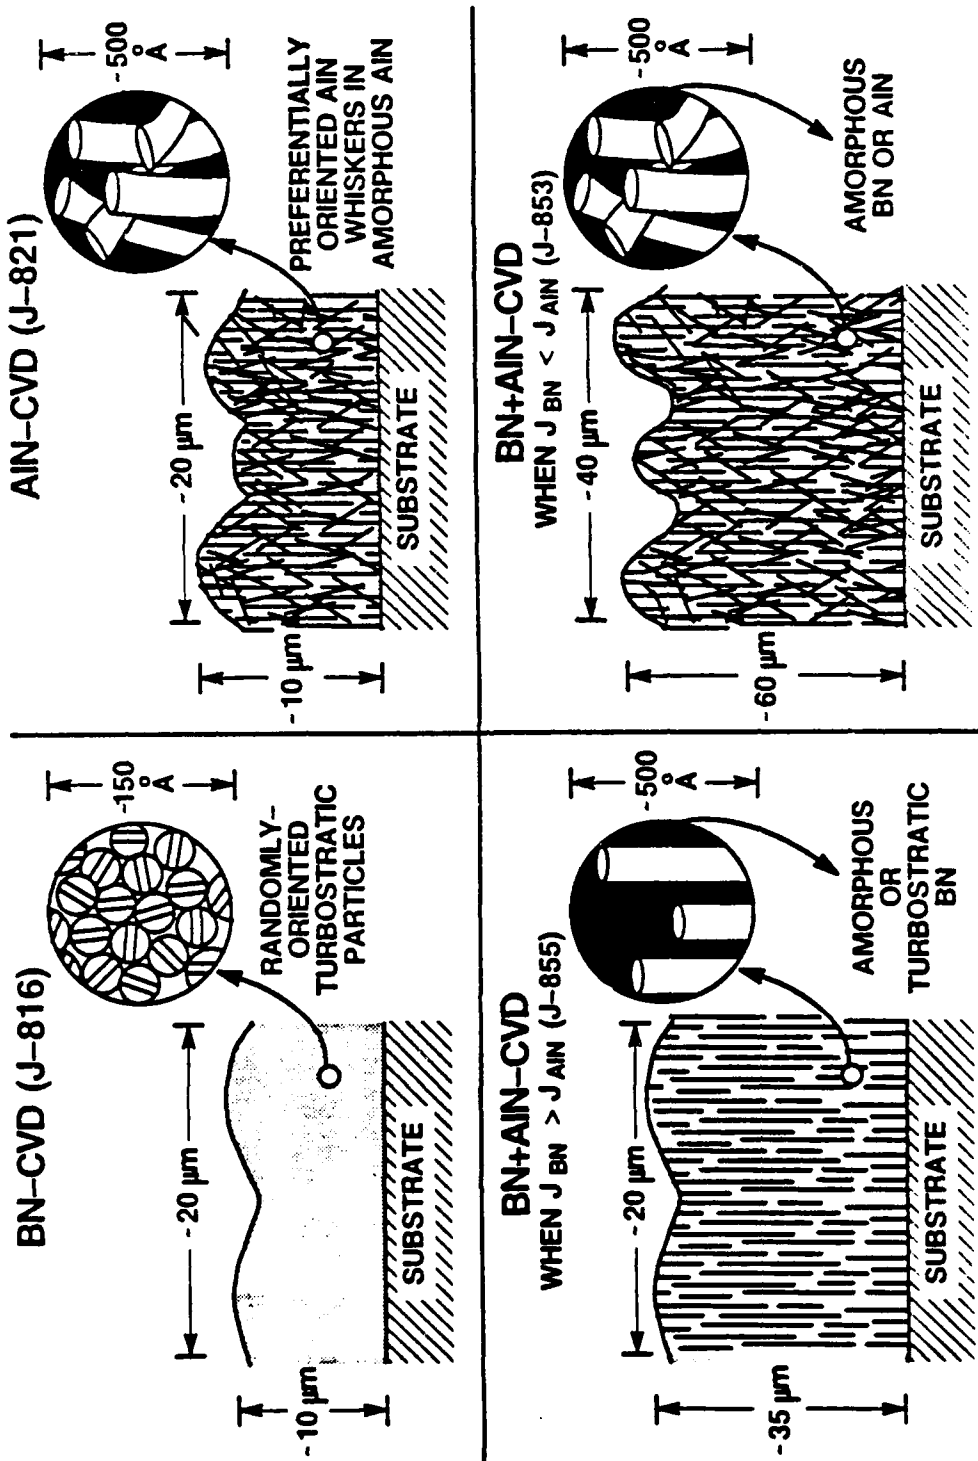 BN–CVD (J–816)
~20 µm
~10 µm
SUBSTRATE
~150
°A
RANDOMLY–
ORIENTED
TURBOSTRATIC
PARTICLES
AlN–CVD (J–821)
~20 µm
~10 µm
SUBSTRATE
~500
°A
PREFERENTIALLY
ORIENTED AlN
WHISKERS IN
AMORPHOUS AlN
BN+AlN–CVD
WHEN J BN > J AlN (J–855)
~20 µm
~35 µm
SUBSTRATE
~500
°A
AMORPHOUS
OR
TURBOSTRATIC
BN
BN+AlN–CVD
WHEN J BN < J AlN (J–853)
~40 µm
~60 µm
SUBSTRATE
~500
°A
AMORPHOUS
BN OR AlN